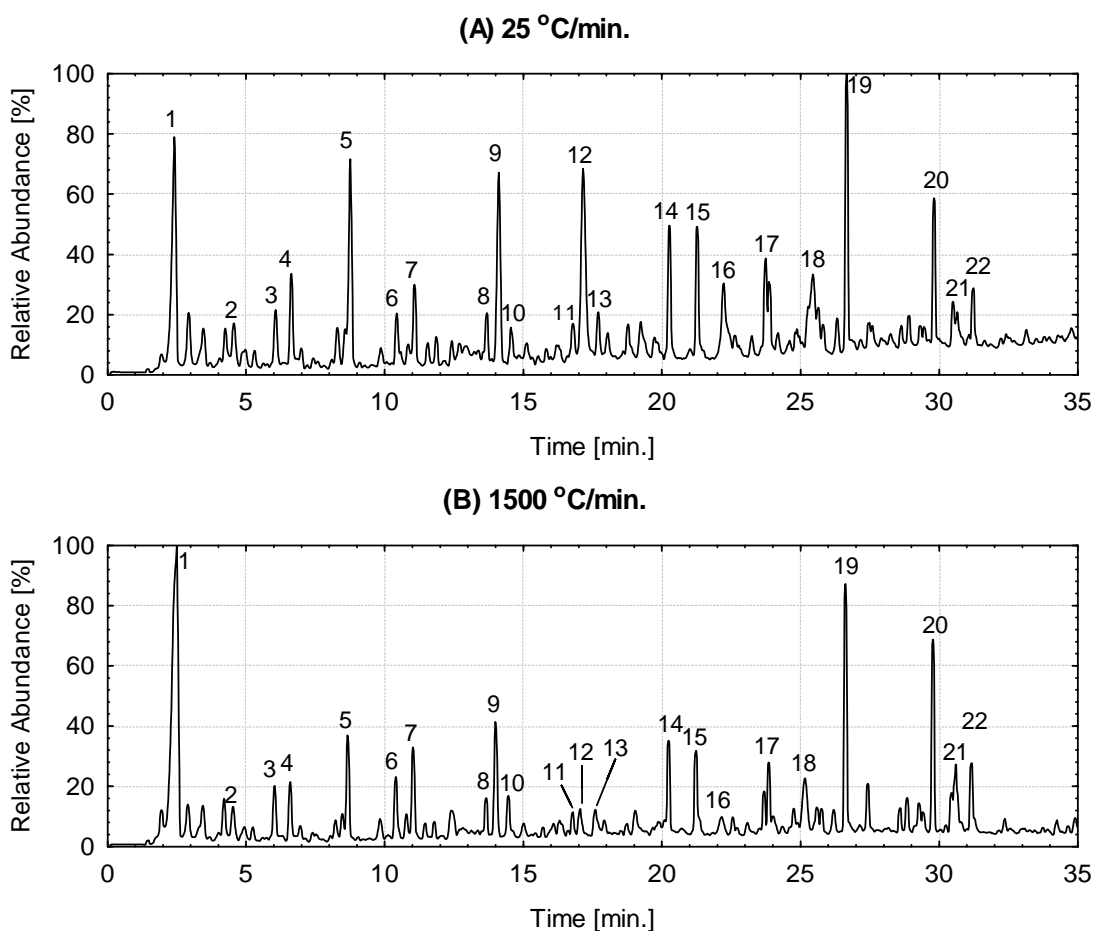 (A) 25 °C/min.
100
80
60
40
20
0
Relative Abundance [%]
1 2 3 4 5 6 7 8 9 10 11 12 13 14 15 16 17 18 19 20 21 22
0 5 10 15 20 25 30 35
Time [min.]
(B) 1500 °C/min.
100
80
60
40
20
0
Relative Abundance [%]
1 2 3 4 5 6 7 8 9 10 11 12 13 14 15 16 17 18 19 20 21 22
0 5 10 15 20 25 30 35
Time [min.]